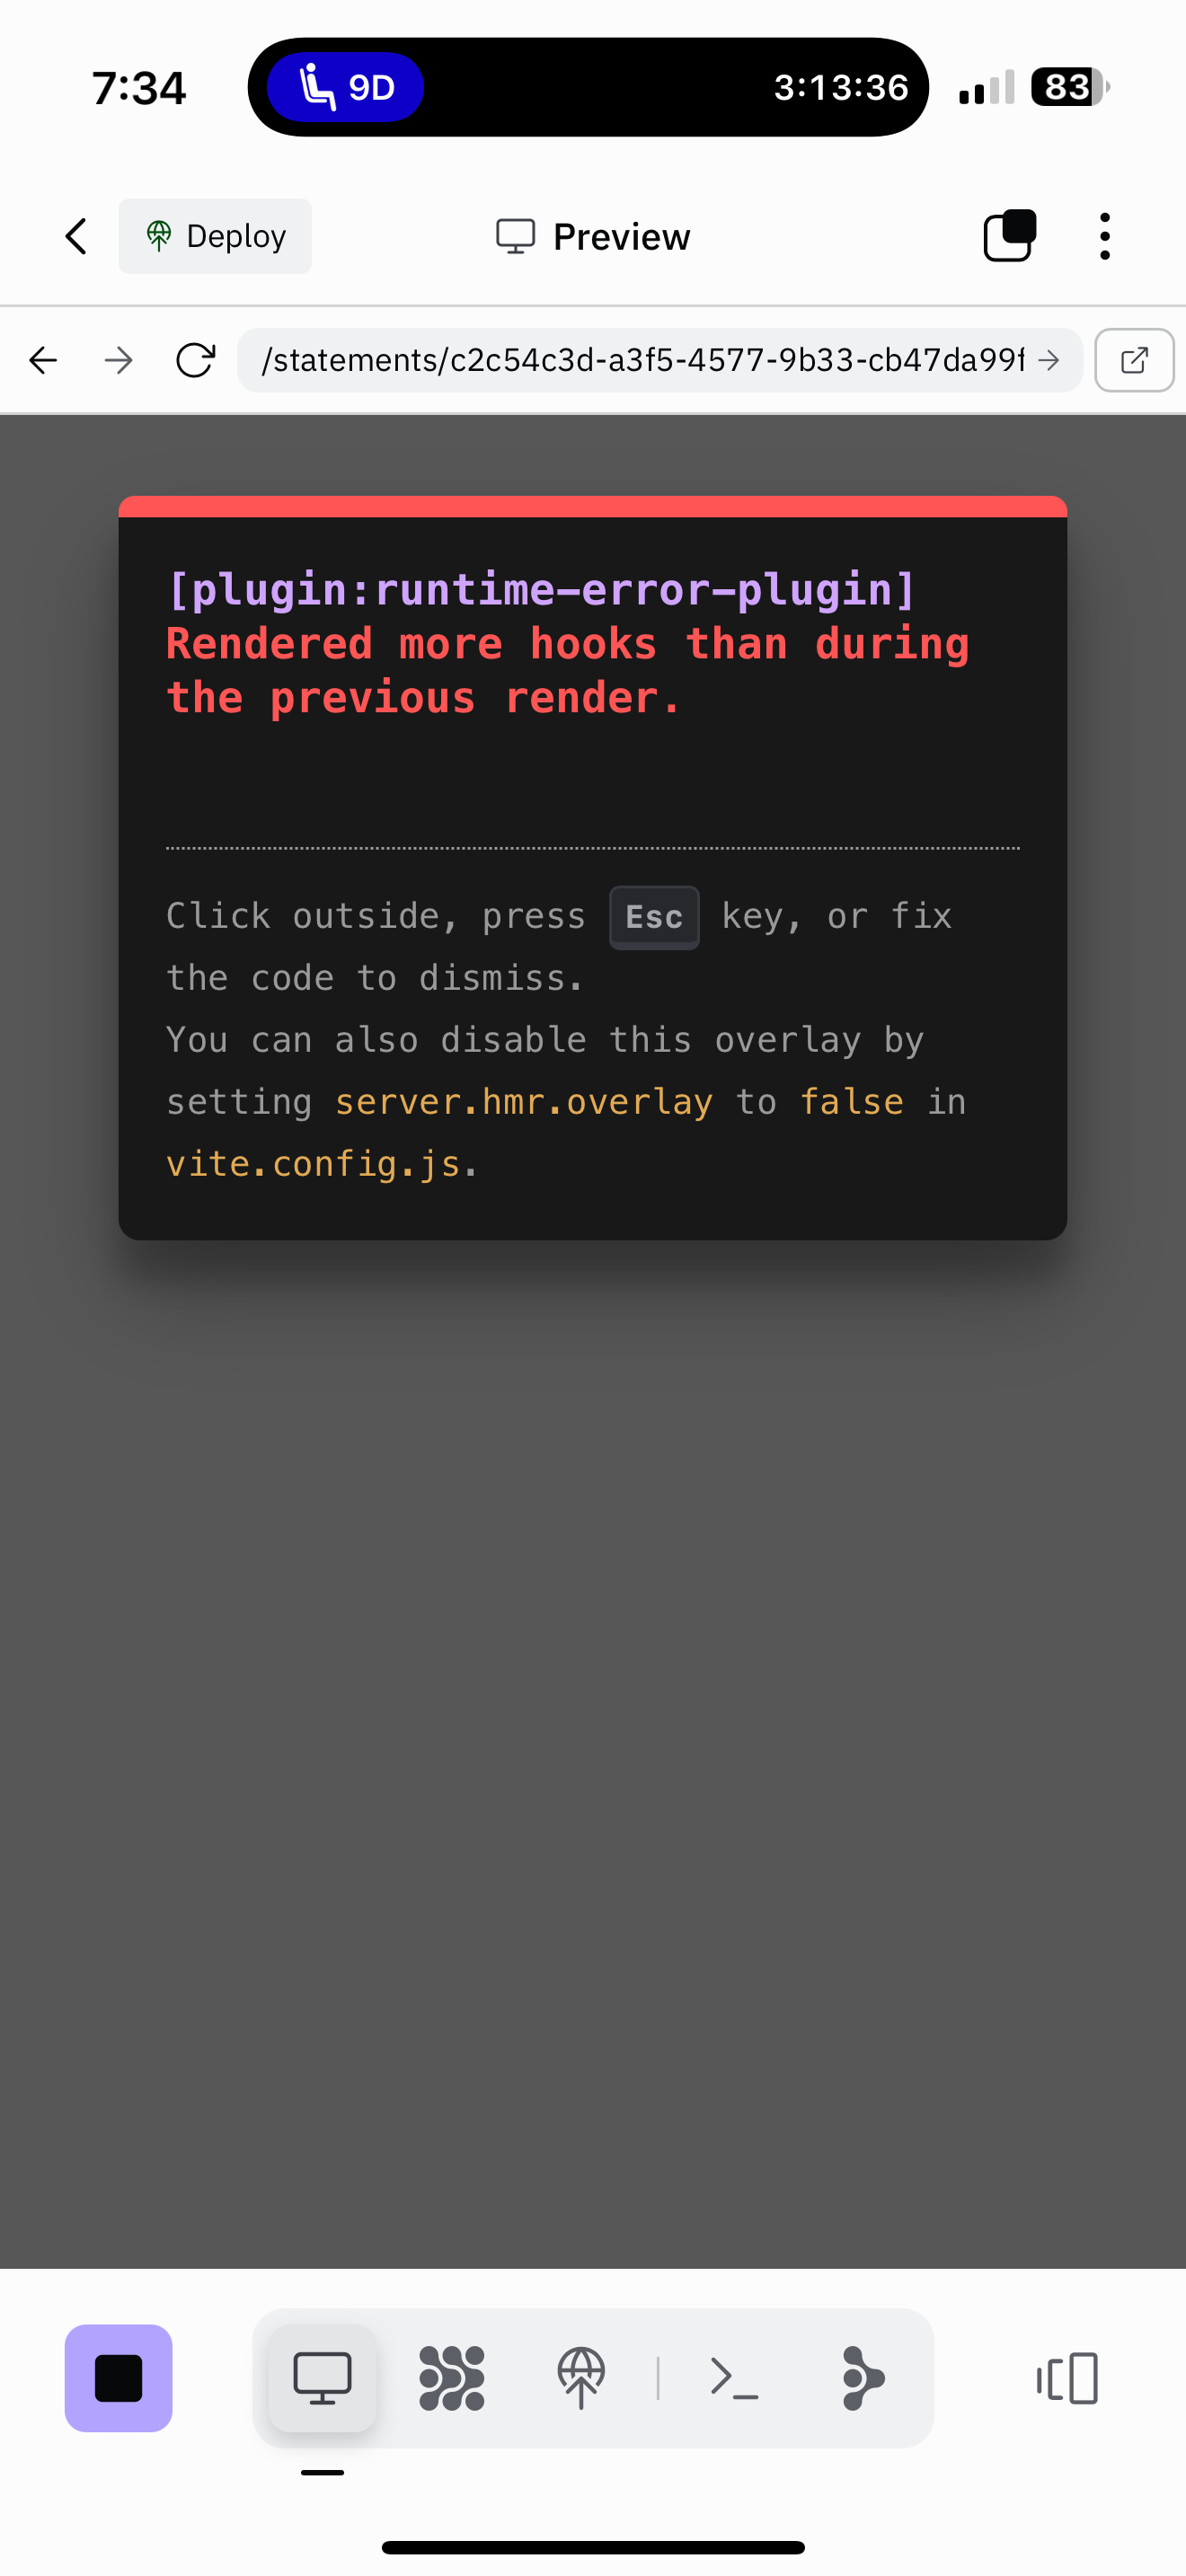 7:34
9D
3:13:36
83
Deploy
Preview
/statements/c2c54c3d-a3f5-4577-9b33-cb47da99f
[plugin:runtime-error-plugin]
Rendered more hooks than during
the previous render.
Click outside, press Esc key, or fix
the code to dismiss.
You can also disable this overlay by
setting server.hmr.overlay to false in
vite.config.js.